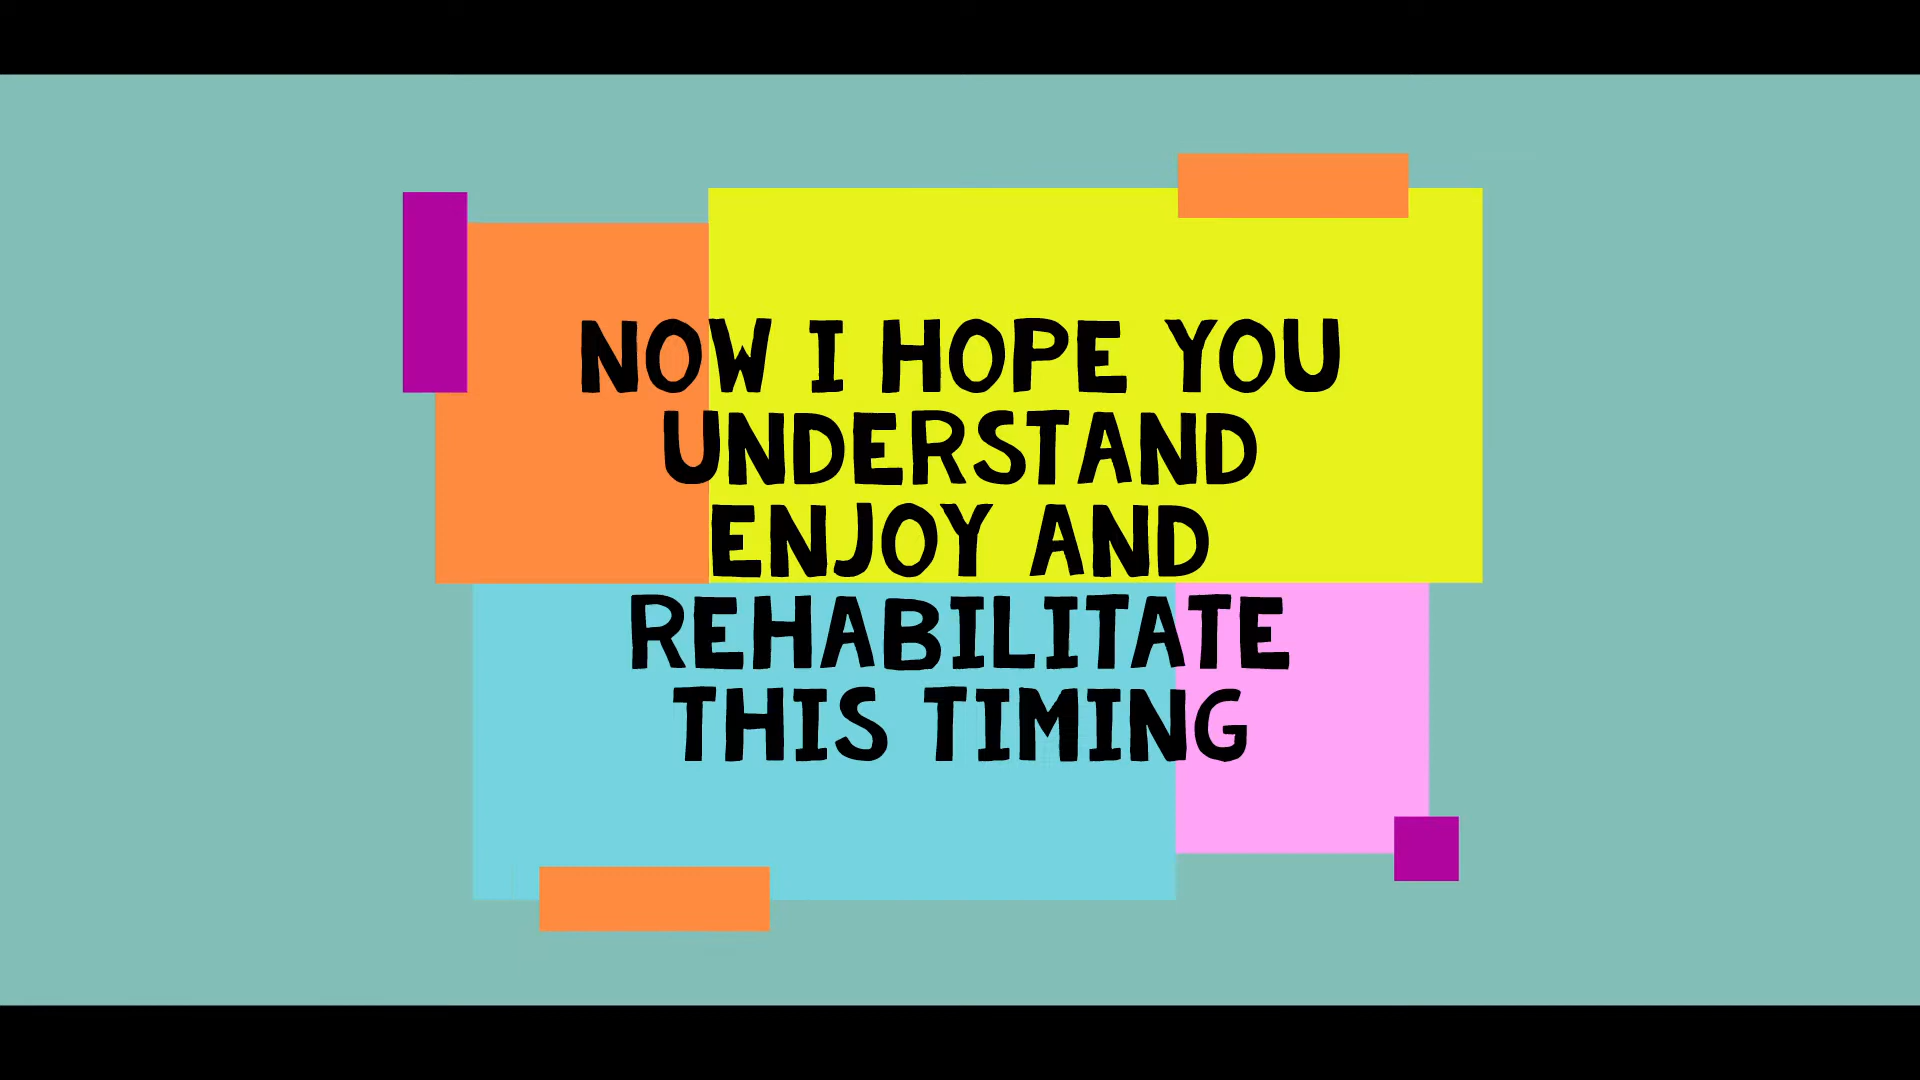 NOW I HOPE YOU
UNDERSTAND
ENJOY AND
REHABILITATE
THIS TIMING